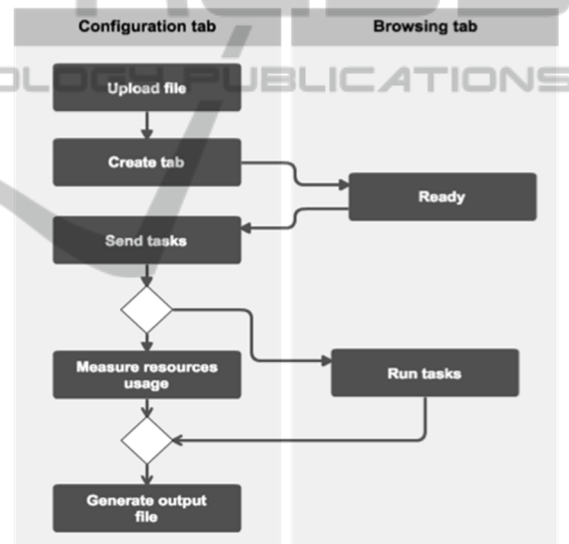 Configuration tab
Browsing tab
OLOGY PUBLICATIONS
Upload file
Create tab
Ready
Send tasks
Measure resources
usage
Run tasks
Generate output
file